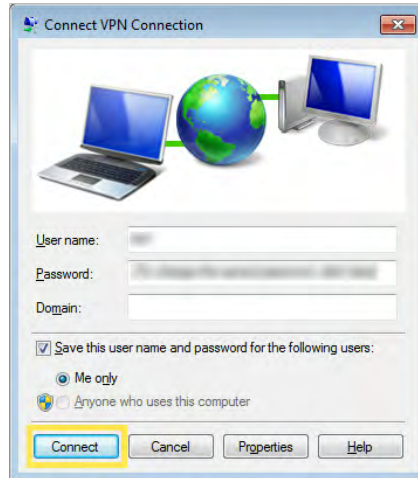 Connect VPN Connection
User name:
Password:
Domain:
Save this user name and password for the following users:
Me only
Anyone who uses this computer
Connect Cancel Properties Help